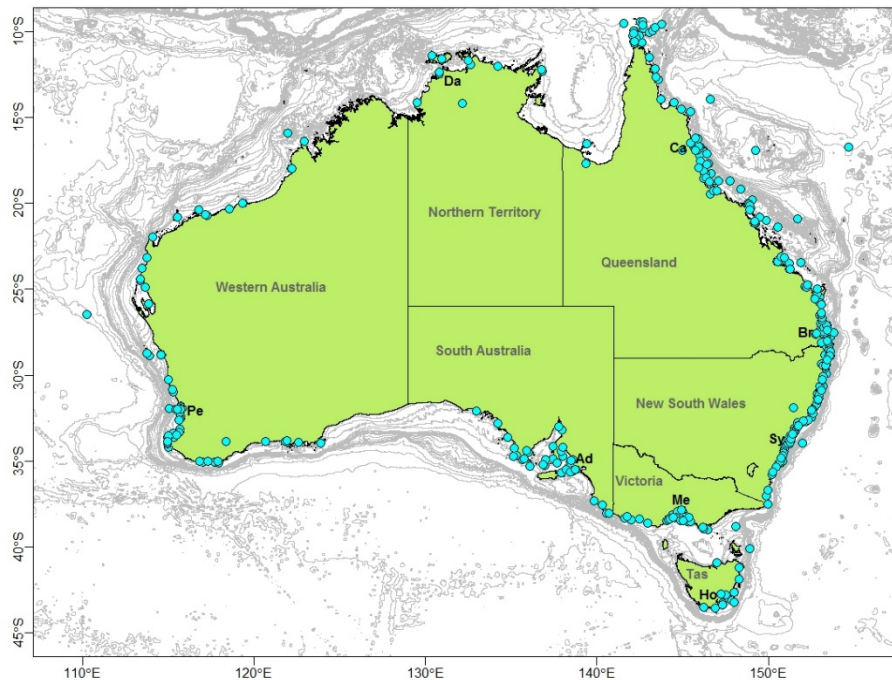 10°S
Da
15°S
Ca
20°S
Northern Territory
Queensland
25°S
Western Australia
Br
South Australia
30°S
New South Wales
Pe
Sy
35°S
Ad
Victoria
Me
40°S
Tas
Ho
45°S
110°E 120°E 130°E 140°E 150°E